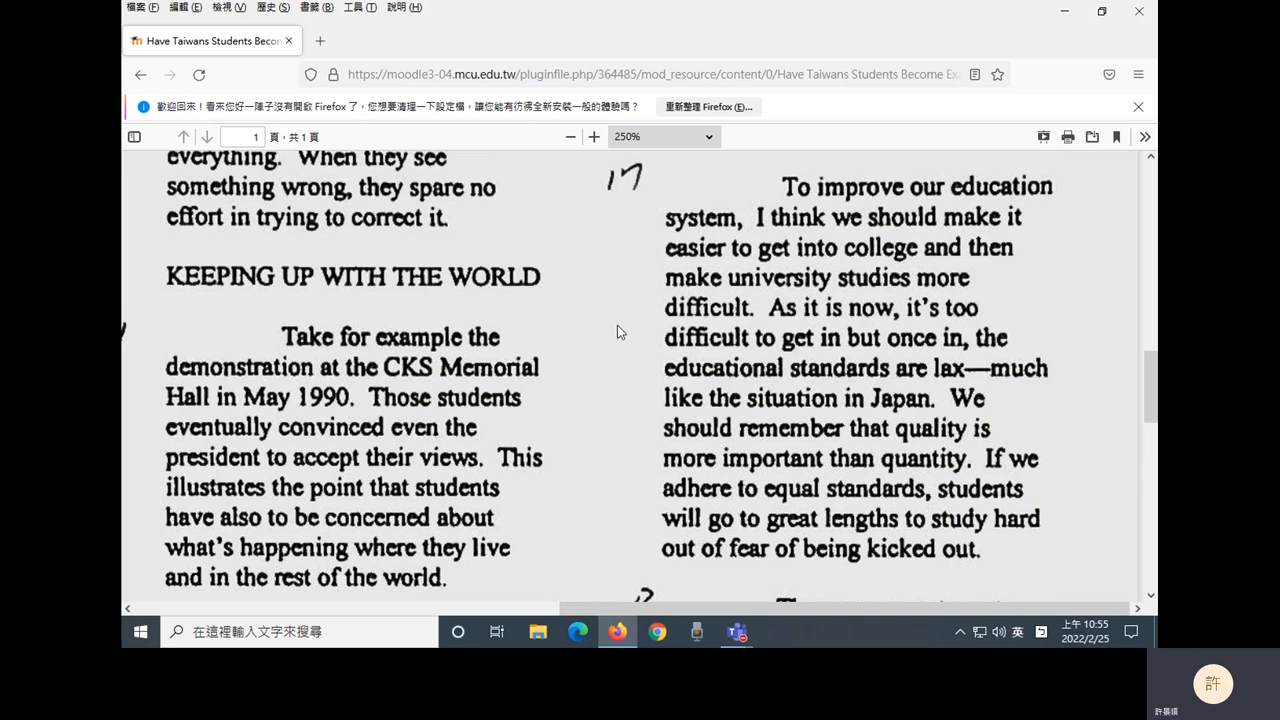 檔案 (F) 編輯 (E) 檢視 (V) 歷史 (S) 書籤 (B) 工具 (T) 說明 (H)
Have Taiwans Students Becom
https://moodle3-04.mcu.edu.tw/pluginfile.php/364485/mod_resource/content/0/Have Taiwans Students Become Ex
歡迎回來！看來您好一陣子沒有開啟 Firefox 了，您想要清理一下設定檔，讓您能有彷彿全新安裝一般的體驗嗎？ 重新整理 Firefox (E)...
1 頁，共 1 頁 250%
everything. When they see
something wrong, they spare no
effort in trying to correct it.
KEEPING UP WITH THE WORLD
Take for example the
demonstration at the CKS Memorial
Hall in May 1990. Those students
eventually convinced even the
president to accept their views. This
illustrates the point that students
have also to be concerned about
what's happening where they live
and in the rest of the world.
17
To improve our education
system, I think we should make it
easier to get into college and then
make university studies more
difficult. As it is now, it's too
difficult to get in but once in, the
educational standards are lax—much
like the situation in Japan. We
should remember that quality is
more important than quantity. If we
adhere to equal standards, students
will go to great lengths to study hard
out of fear of being kicked out.
在這裡輸入文字來搜尋
英
上午 10:55
2022/2/25
許
許景順